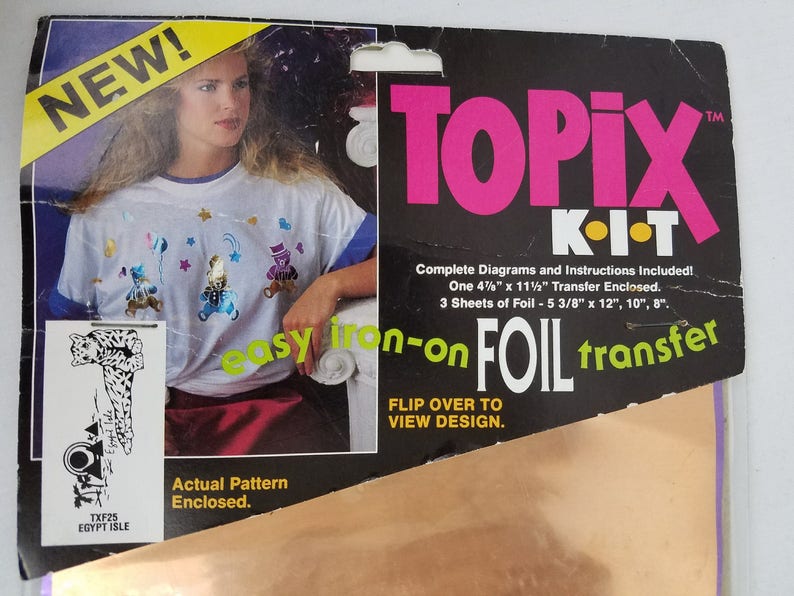 NEW!
TOPiX™
K•I•T
Complete Diagrams and Instructions Included!
One 4⅞" x 11½" Transfer Enclosed.
3 Sheets of Foil - 5 3/8" x 12", 10", 8".
easy iron-on FOIL transfer
FLIP OVER TO
VIEW DESIGN.
Actual Pattern
Enclosed.
Egypt Isle
TXF25
EGYPT ISLE